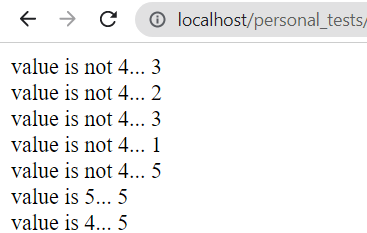 localhost/personal_tests/
value is not 4... 3
value is not 4... 2
value is not 4... 3
value is not 4... 1
value is not 4... 5
value is 5... 5
value is 4... 5